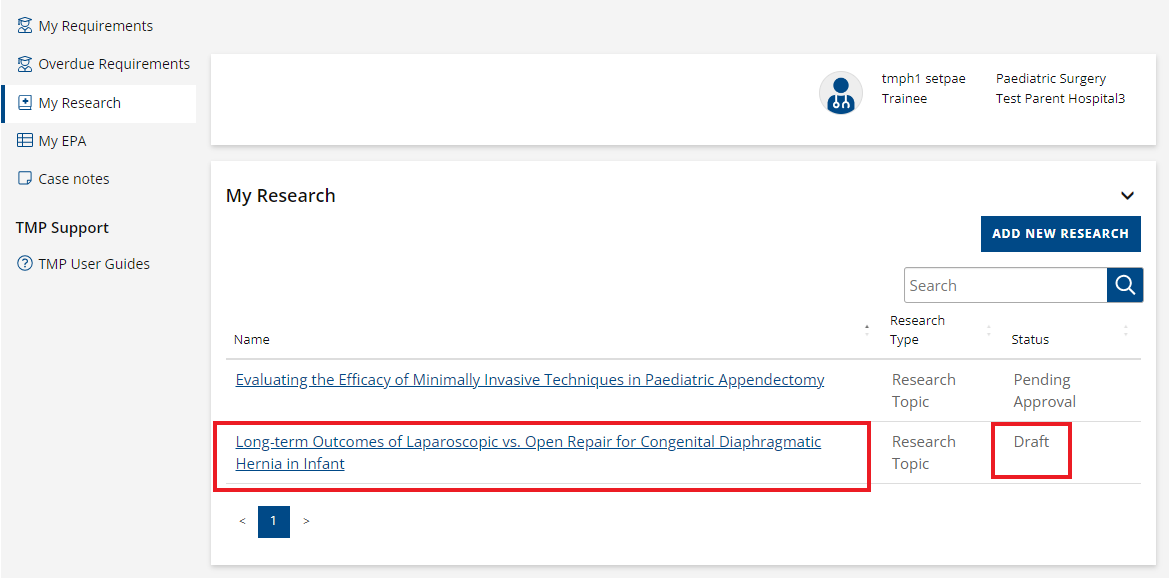 My Requirements
Overdue Requirements
My Research
My EPA
Case notes
TMP Support
TMP User Guides
tmph1 setpae
Trainee
Paediatric Surgery
Test Parent Hospital3
My Research
ADD NEW RESEARCH
Search
Name
Research
Type
Status
Evaluating the Efficacy of Minimally Invasive Techniques in Paediatric Appendectomy
Research
Topic
Pending
Approval
Long-term Outcomes of Laparoscopic vs. Open Repair for Congenital Diaphragmatic
Hernia in Infant
Research
Topic
Draft
< 1 >